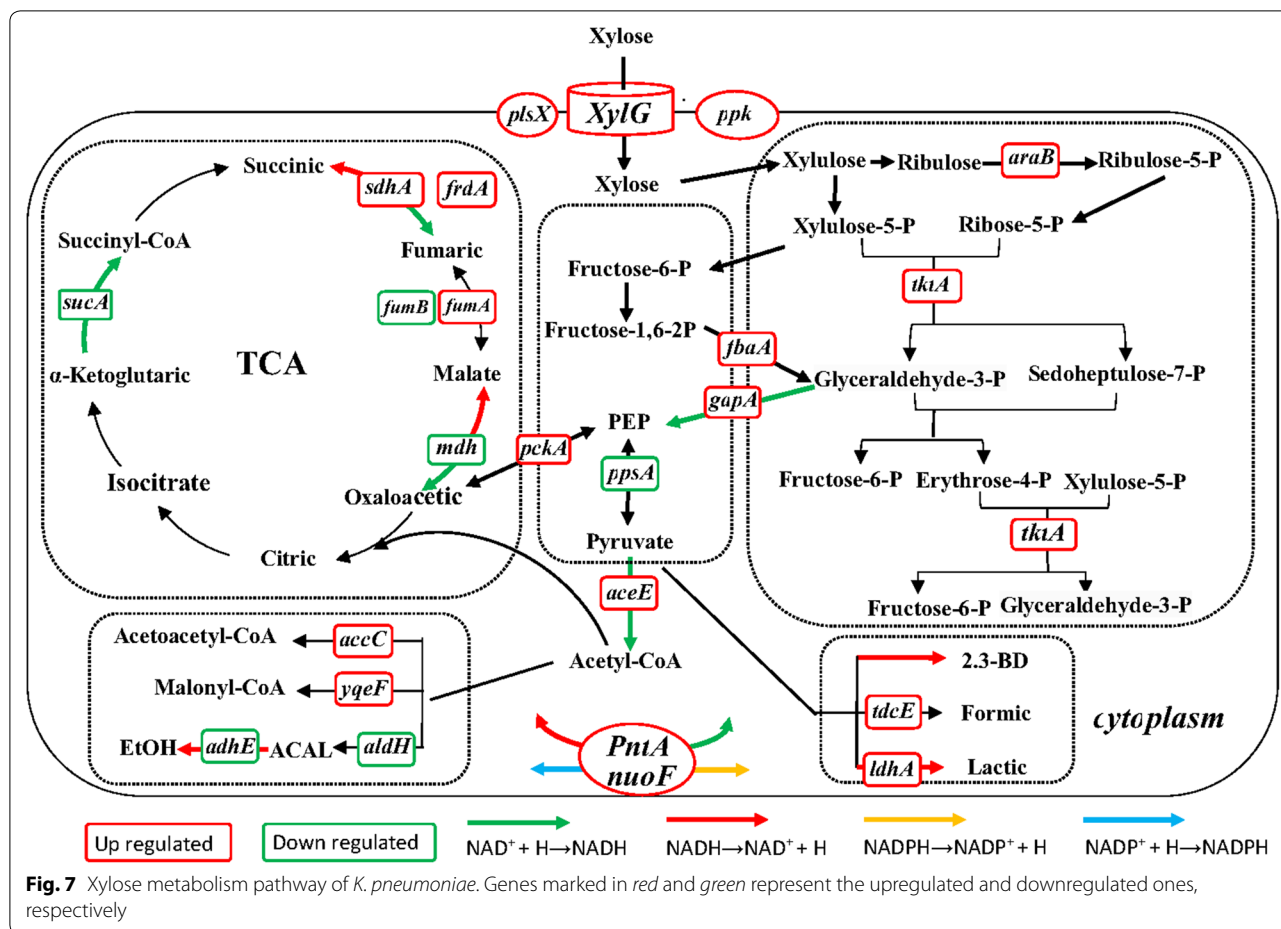 Xylose
plsX
XylG
ppk
Xylose
Succinic
sdhA
frdA
Succinyl-CoA
Fumaric
sucA
fumB
fumA
TCA
α-Ketoglutaric
Malate
mdh
Isocitrate
Oxaloacetic
Citric
pckA
Fructose-6-P
Fructose-1,6-2P
fbaA
gapA
PEP
ppsA
Pyruvate
aceE
Acetyl-CoA
Xylulose
Ribulose
araB
Ribulose-5-P
Xylulose-5-P
Ribose-5-P
tktA
Glyceraldehyde-3-P
Sedoheptulose-7-P
Fructose-6-P
Erythrose-4-P
Xylulose-5-P
tktA
Fructose-6-P
Glyceraldehyde-3-P
Acetoacetyl-CoA
accC
Malonyl-CoA
yqeF
EtOH
adhE
ACAL
aldH
PntA
nuoF
2.3-BD
tdcE
Formic
ldhA
Lactic
cytoplasm
Up regulated
Down regulated
NAD⁺ + H→NADH
NADH→NAD⁺ + H
NADPH→NADP⁺ + H
NADP⁺ + H→NADPH
Fig. 7 Xylose metabolism pathway of K. pneumoniae. Genes marked in red and green represent the upregulated and downregulated ones,
respectively